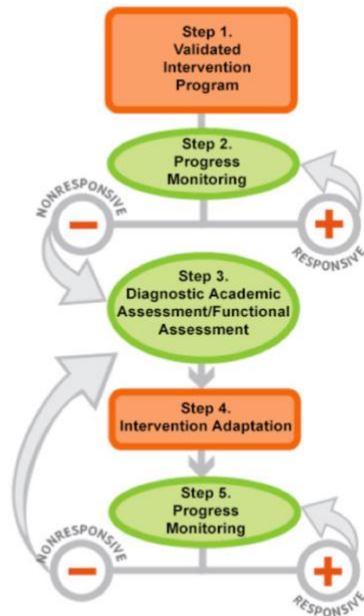 Step 1.
Validated
Intervention
Program
Step 2.
Progress
Monitoring
NONRESPONSIVE
RESPONSIVE
Step 3.
Diagnostic Academic
Assessment/Functional
Assessment
Step 4.
Intervention Adaptation
Step 5.
Progress
Monitoring
NONRESPONSIVE
RESPONSIVE